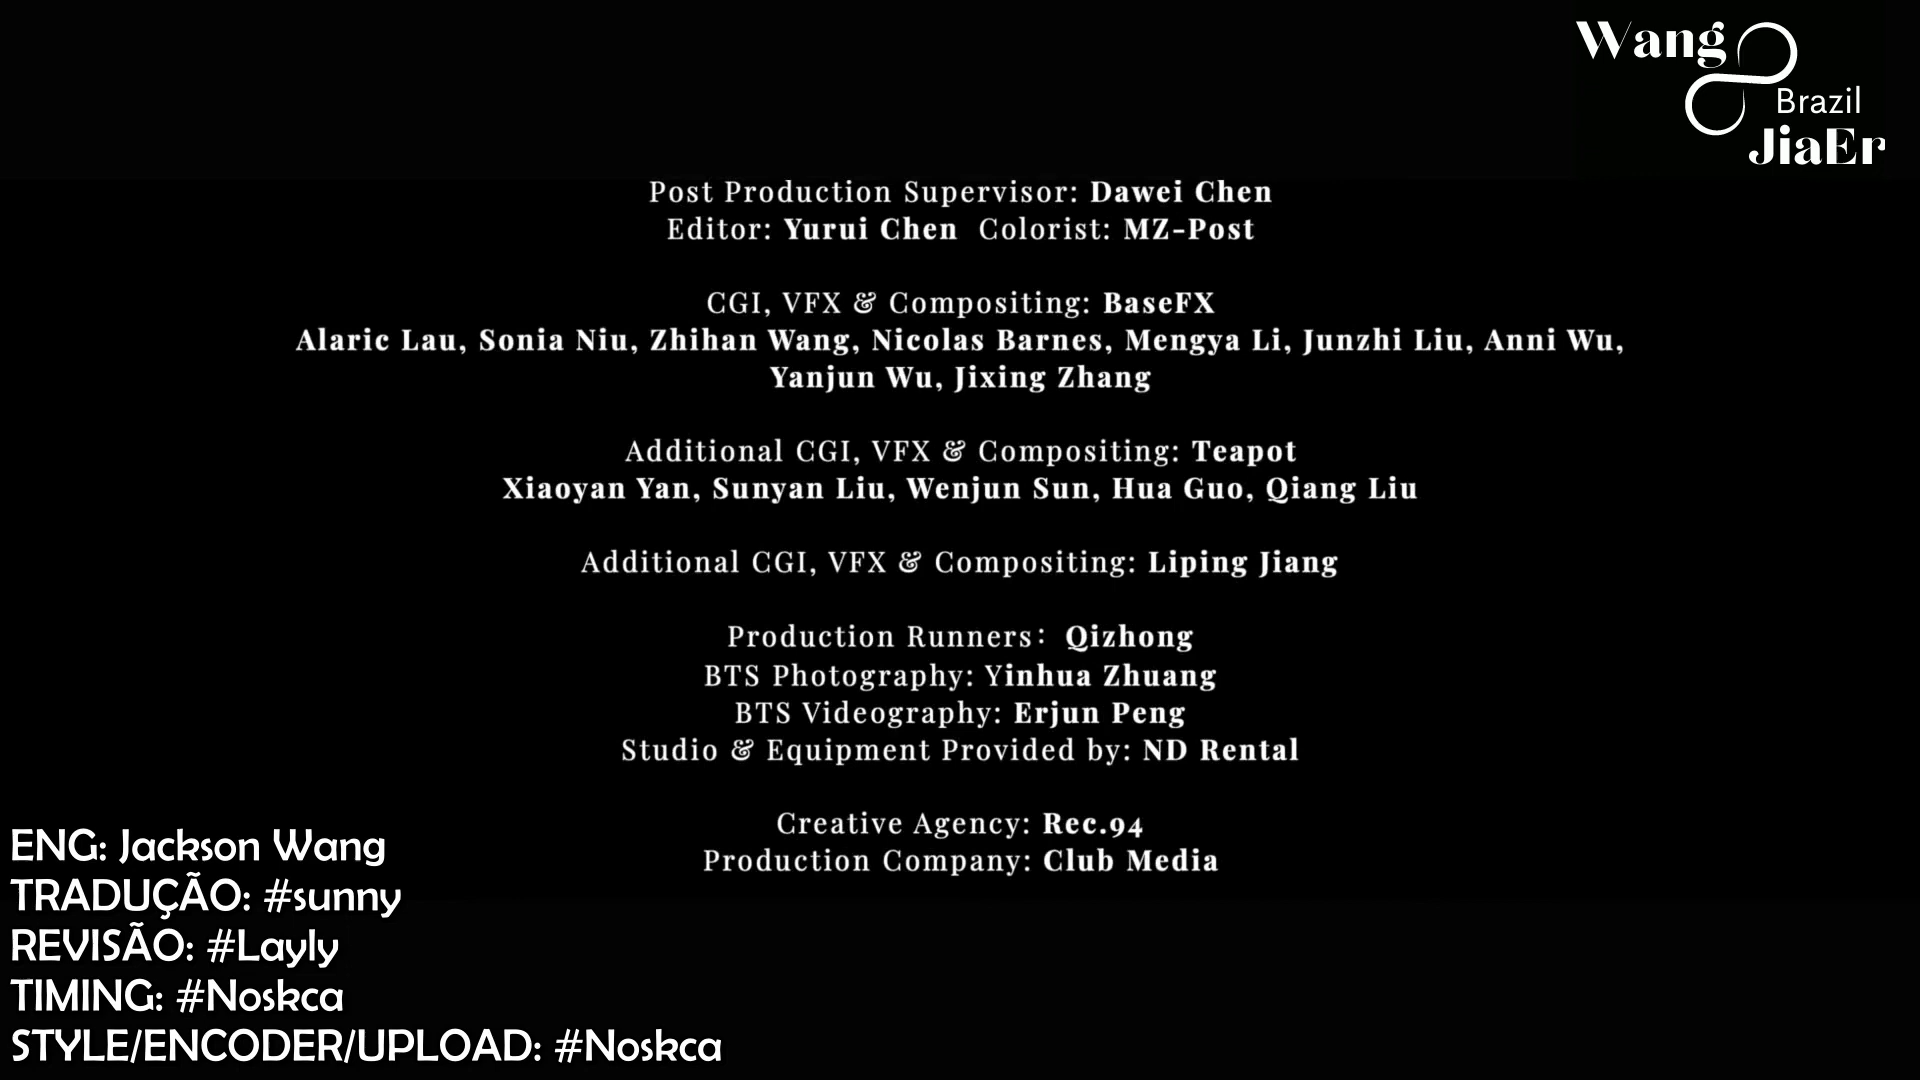 Wang
Brazil
JiaEr
Post Production Supervisor: Dawei Chen
Editor: Yurui Chen Colorist: MZ-Post
CGI, VFX & Compositing: BaseFX
Alaric Lau, Sonia Niu, Zhihan Wang, Nicolas Barnes, Mengya Li, Junzhi Liu, Anni Wu,
Yanjun Wu, Jixing Zhang
Additional CGI, VFX & Compositing: Teapot
Xiaoyan Yan, Sunyan Liu, Wenjun Sun, Hua Guo, Qiang Liu
Additional CGI, VFX & Compositing: Liping Jiang
Production Runners： Qizhong
BTS Photography: Yinhua Zhuang
BTS Videography: Erjun Peng
Studio & Equipment Provided by: ND Rental
Creative Agency: Rec.94
Production Company: Club Media
ENG: Jackson Wang
TRADUÇÃO: #sunny
REVISÃO: #Layly
TIMING: #Noskca
STYLE/ENCODER/UPLOAD: #Noskca